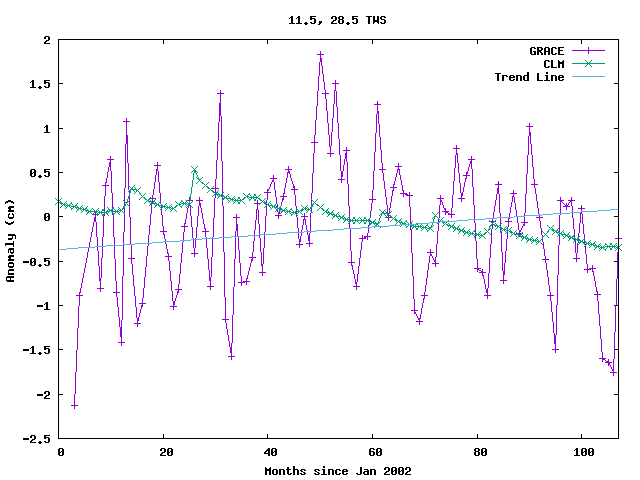 11.5, 28.5 TWS
GRACE
CLM
Trend Line
2
1.5
1
0.5
0
-0.5
-1
-1.5
-2
-2.5
Anomaly (cm)
0 20 40 60 80 100
Months since Jan 2002